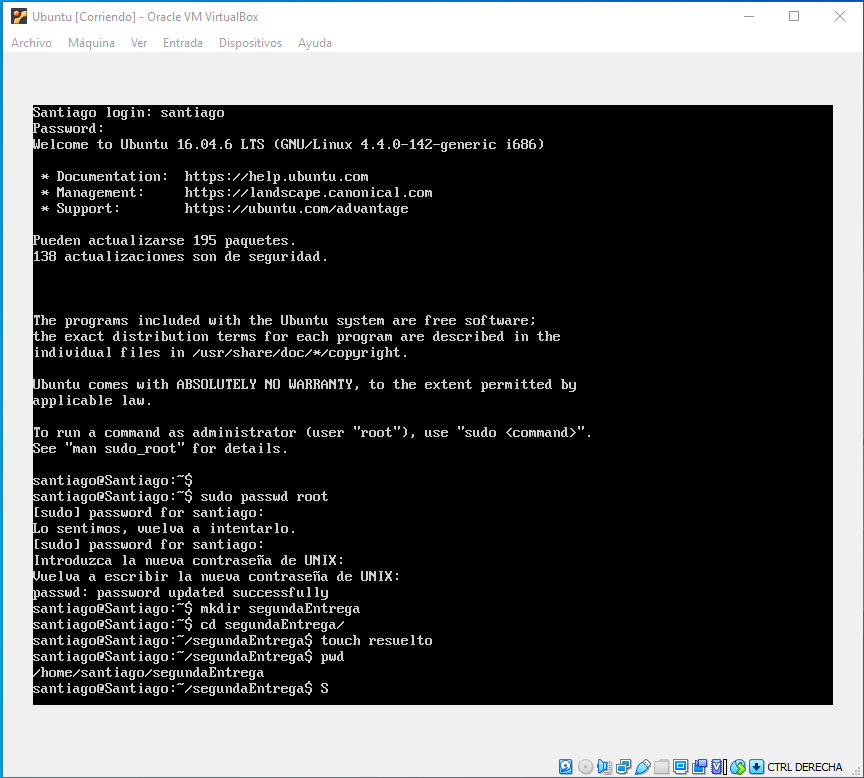 Ubuntu [Corriendo] - Oracle VM VirtualBox
Archivo Máquina Ver Entrada Dispositivos Ayuda
Santiago login: santiago
Password:
Welcome to Ubuntu 16.04.6 LTS (GNU/Linux 4.4.0-142-generic i686)
* Documentation: https://help.ubuntu.com
* Management: https://landscape.canonical.com
* Support: https://ubuntu.com/advantage
Pueden actualizarse 195 paquetes.
138 actualizaciones son de seguridad.
The programs included with the Ubuntu system are free software;
the exact distribution terms for each program are described in the
individual files in /usr/share/doc/*/copyright.
Ubuntu comes with ABSOLUTELY NO WARRANTY, to the extent permitted by
applicable law.
To run a command as administrator (user "root"), use "sudo <command>".
See "man sudo_root" for details.
santiago@Santiago:~$
santiago@Santiago:~$ sudo passwd root
[sudo] password for santiago:
Lo sentimos, vuelva a intentarlo.
[sudo] password for santiago:
Introduzca la nueva contraseña de UNIX:
Vuelva a escribir la nueva contraseña de UNIX:
passwd: password updated successfully
santiago@Santiago:~$ mkdir segundaEntrega
santiago@Santiago:~$ cd segundaEntrega/
santiago@Santiago:~/segundaEntrega$ touch resuelto
santiago@Santiago:~/segundaEntrega$ pwd
/home/santiago/segundaEntrega
santiago@Santiago:~/segundaEntrega$ S
CTRL DERECHA